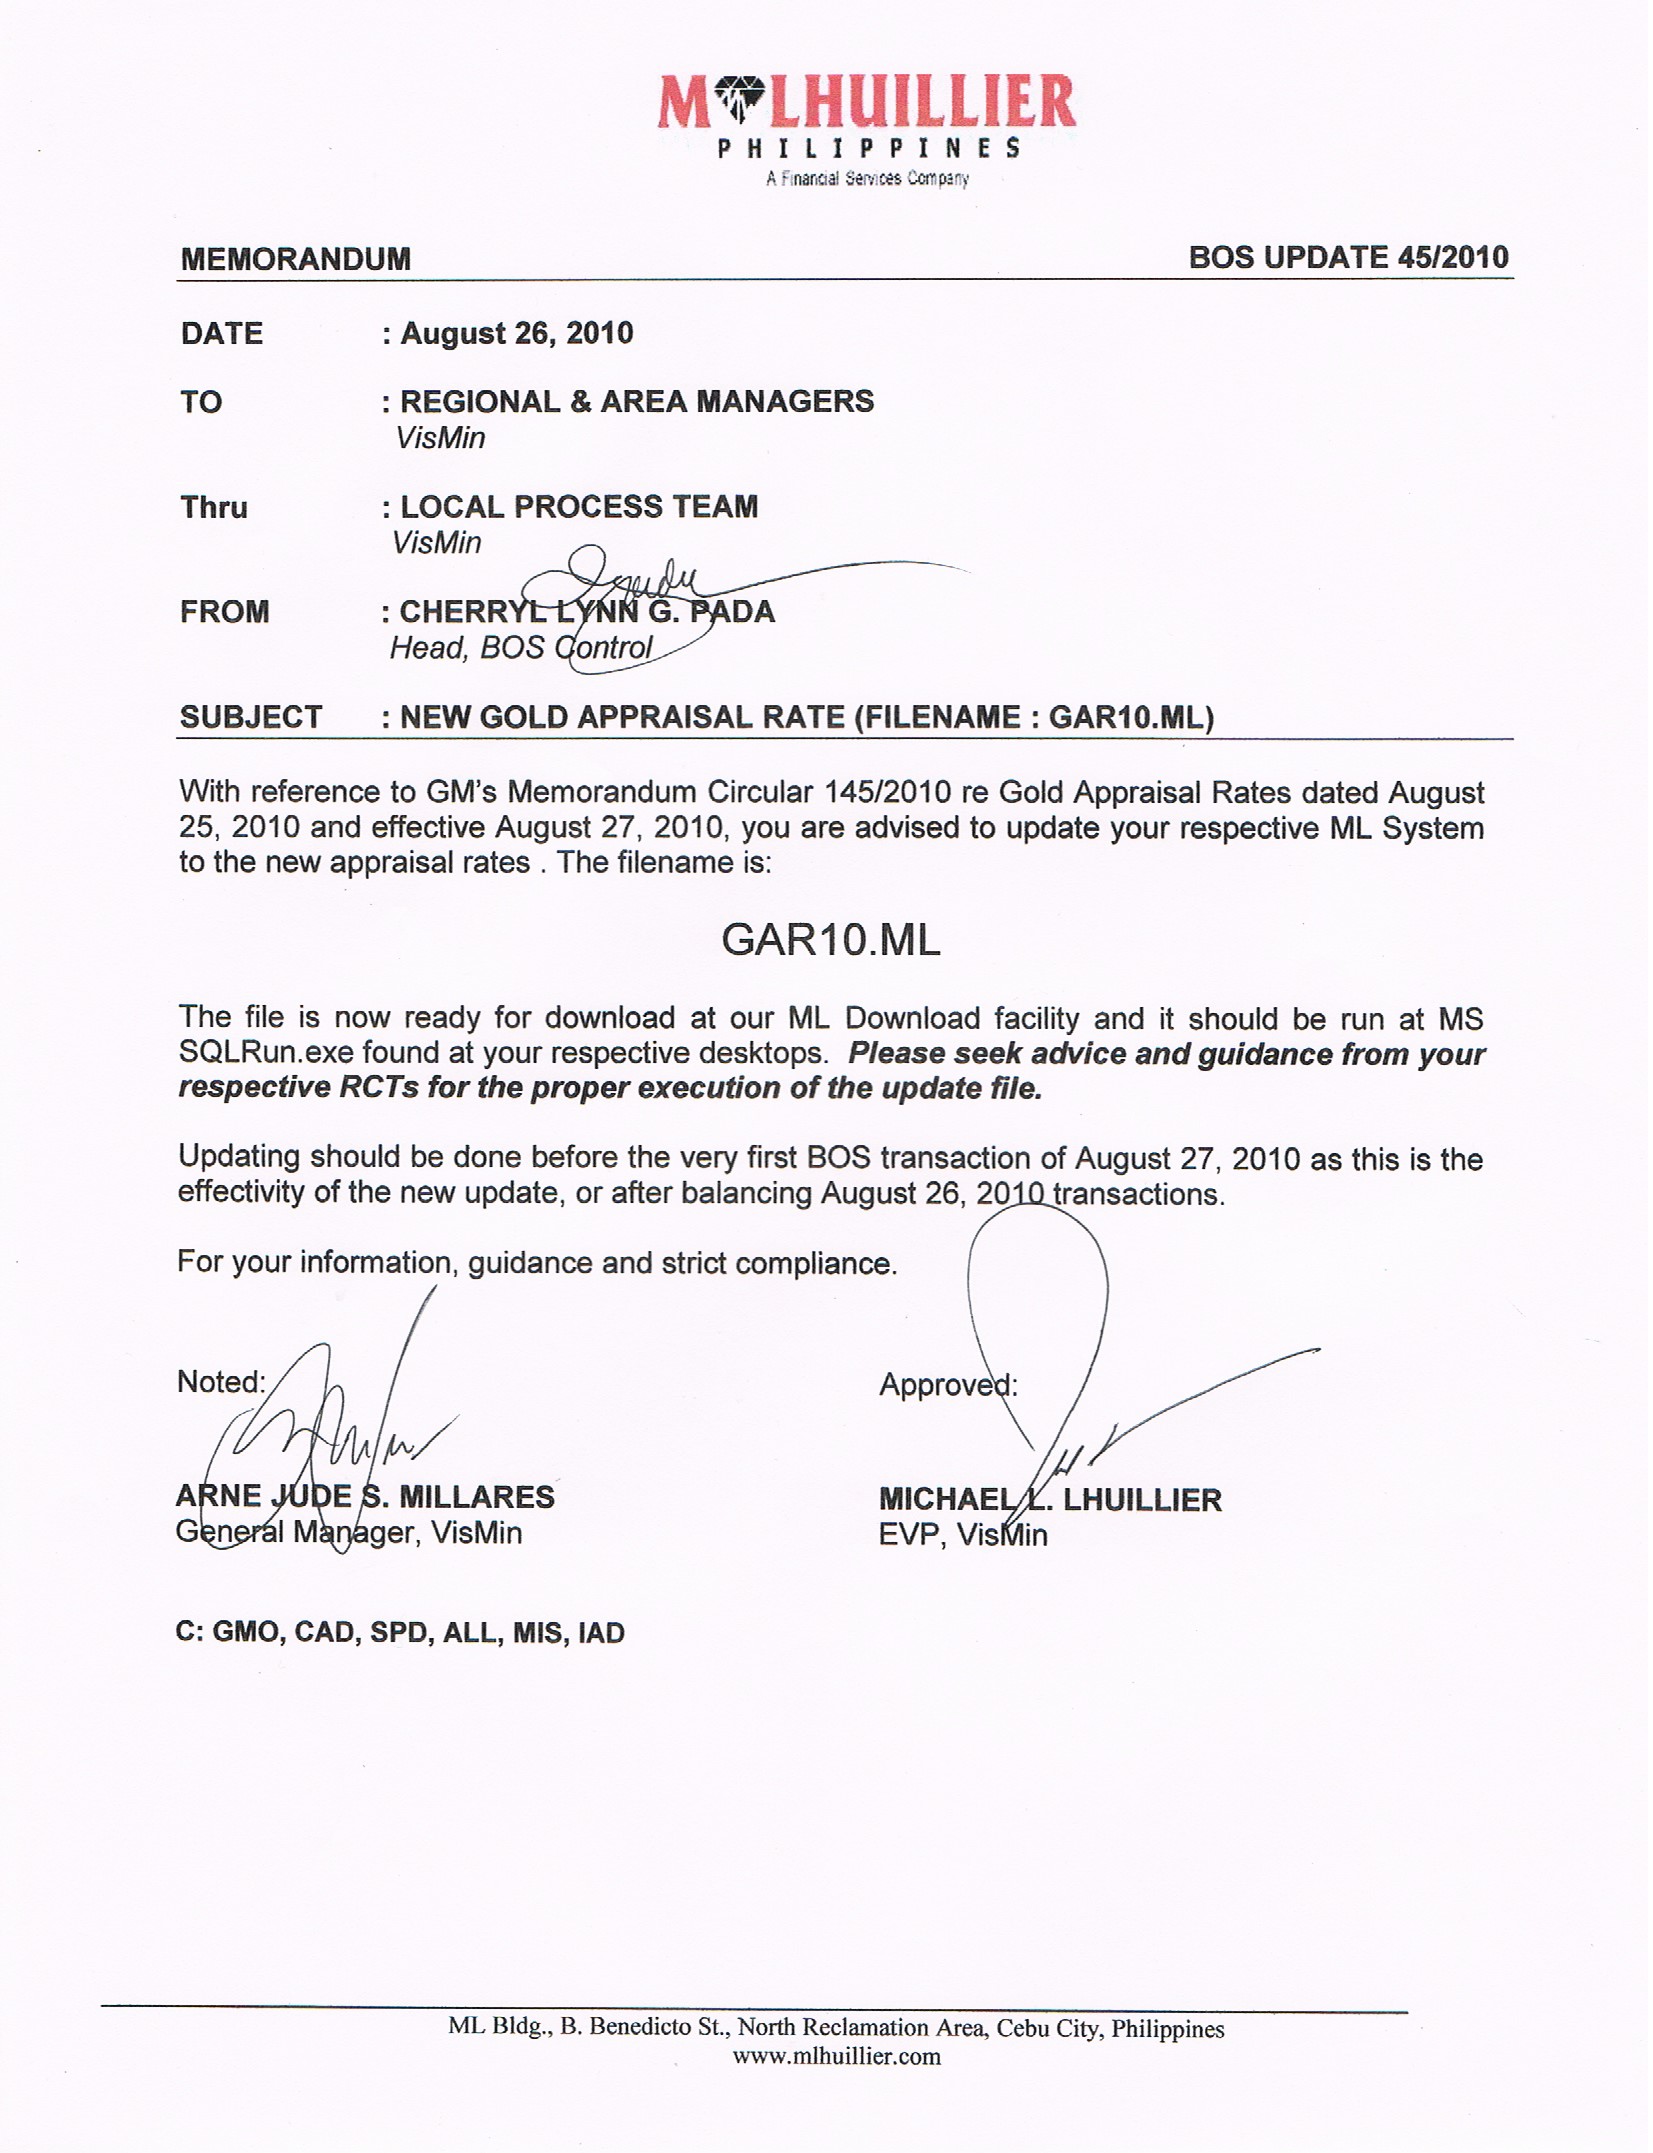 M LHUILLIER
PHILIPPINES
A Financial Services Company
MEMORANDUM BOS UPDATE 45/2010
DATE : August 26, 2010
TO : REGIONAL & AREA MANAGERS
VisMin
Thru : LOCAL PROCESS TEAM
VisMin
FROM : CHERRYL LYNN G. PADA
Head, BOS Control
SUBJECT : NEW GOLD APPRAISAL RATE (FILENAME : GAR10.ML)
With reference to GM's Memorandum Circular 145/2010 re Gold Appraisal Rates dated August
25, 2010 and effective August 27, 2010, you are advised to update your respective ML System
to the new appraisal rates . The filename is:
GAR10.ML
The file is now ready for download at our ML Download facility and it should be run at MS
SQLRun.exe found at your respective desktops. Please seek advice and guidance from your
respective RCTs for the proper execution of the update file.
Updating should be done before the very first BOS transaction of August 27, 2010 as this is the
effectivity of the new update, or after balancing August 26, 2010 transactions.
For your information, guidance and strict compliance.
Noted: Approved:
ARNE JUDE S. MILLARES MICHAEL L. LHUILLIER
General Manager, VisMin EVP, VisMin
C: GMO, CAD, SPD, ALL, MIS, IAD
ML Bldg., B. Benedicto St., North Reclamation Area, Cebu City, Philippines
www.mlhuillier.com